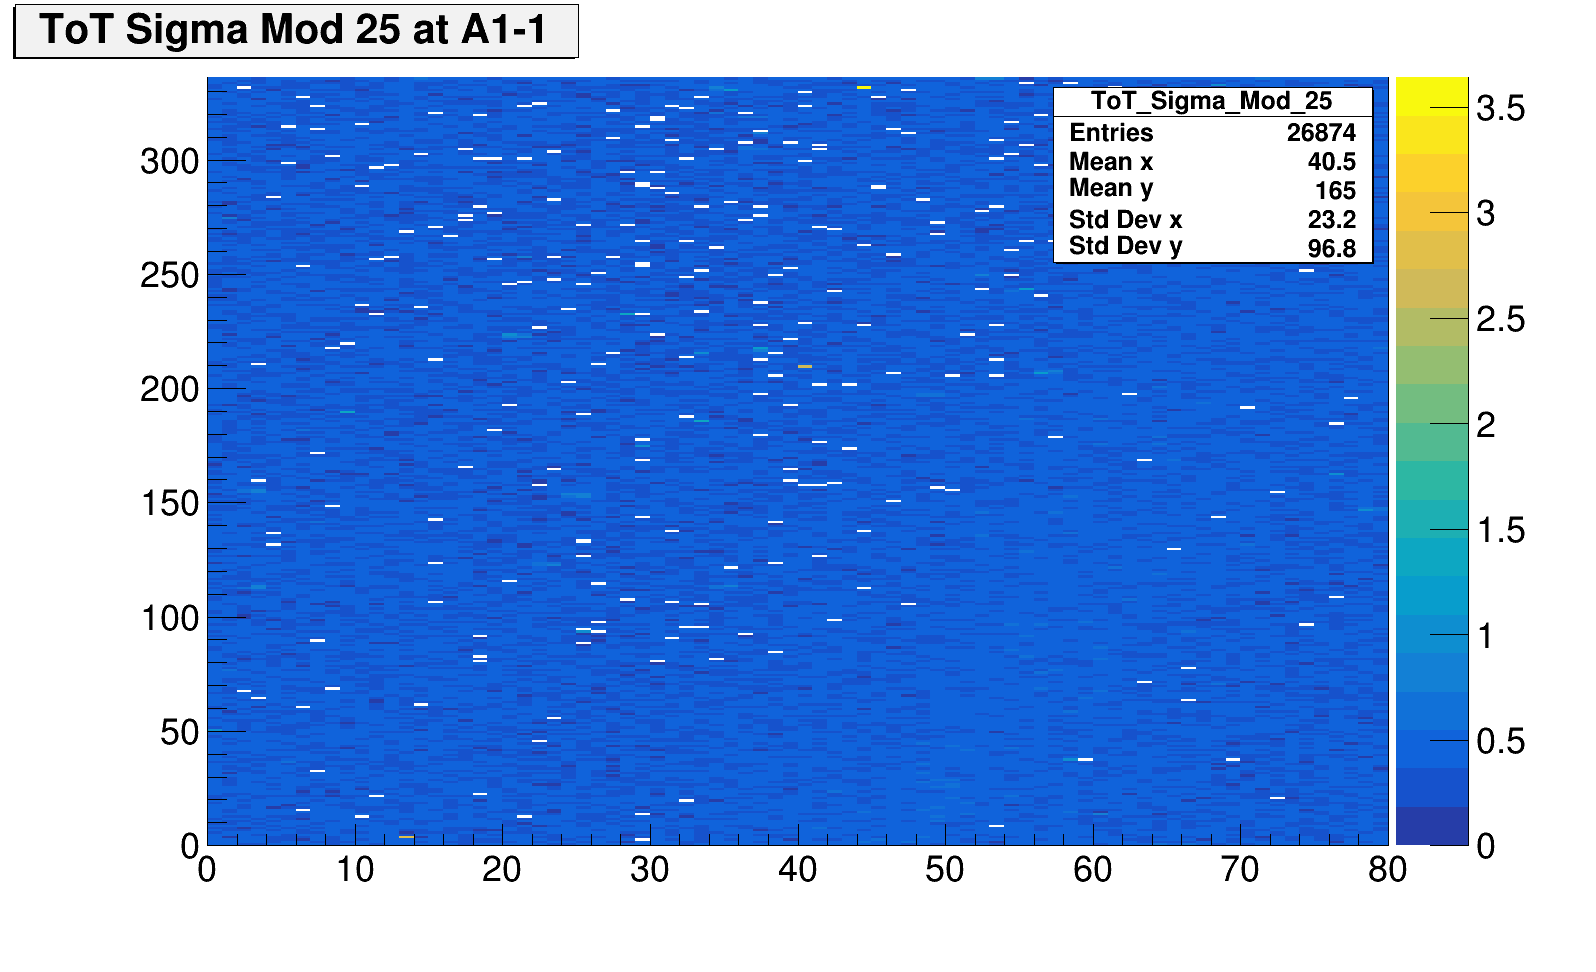 ToT Sigma Mod 25 at A1-1
ToT_Sigma_Mod_25
Entries 26874
Mean x 40.5
Mean y 165
Std Dev x 23.2
Std Dev y 96.8
300
250
200
150
100
50
0
0 10 20 30 40 50 60 70 80
3.5
3
2.5
2
1.5
1
0.5
0